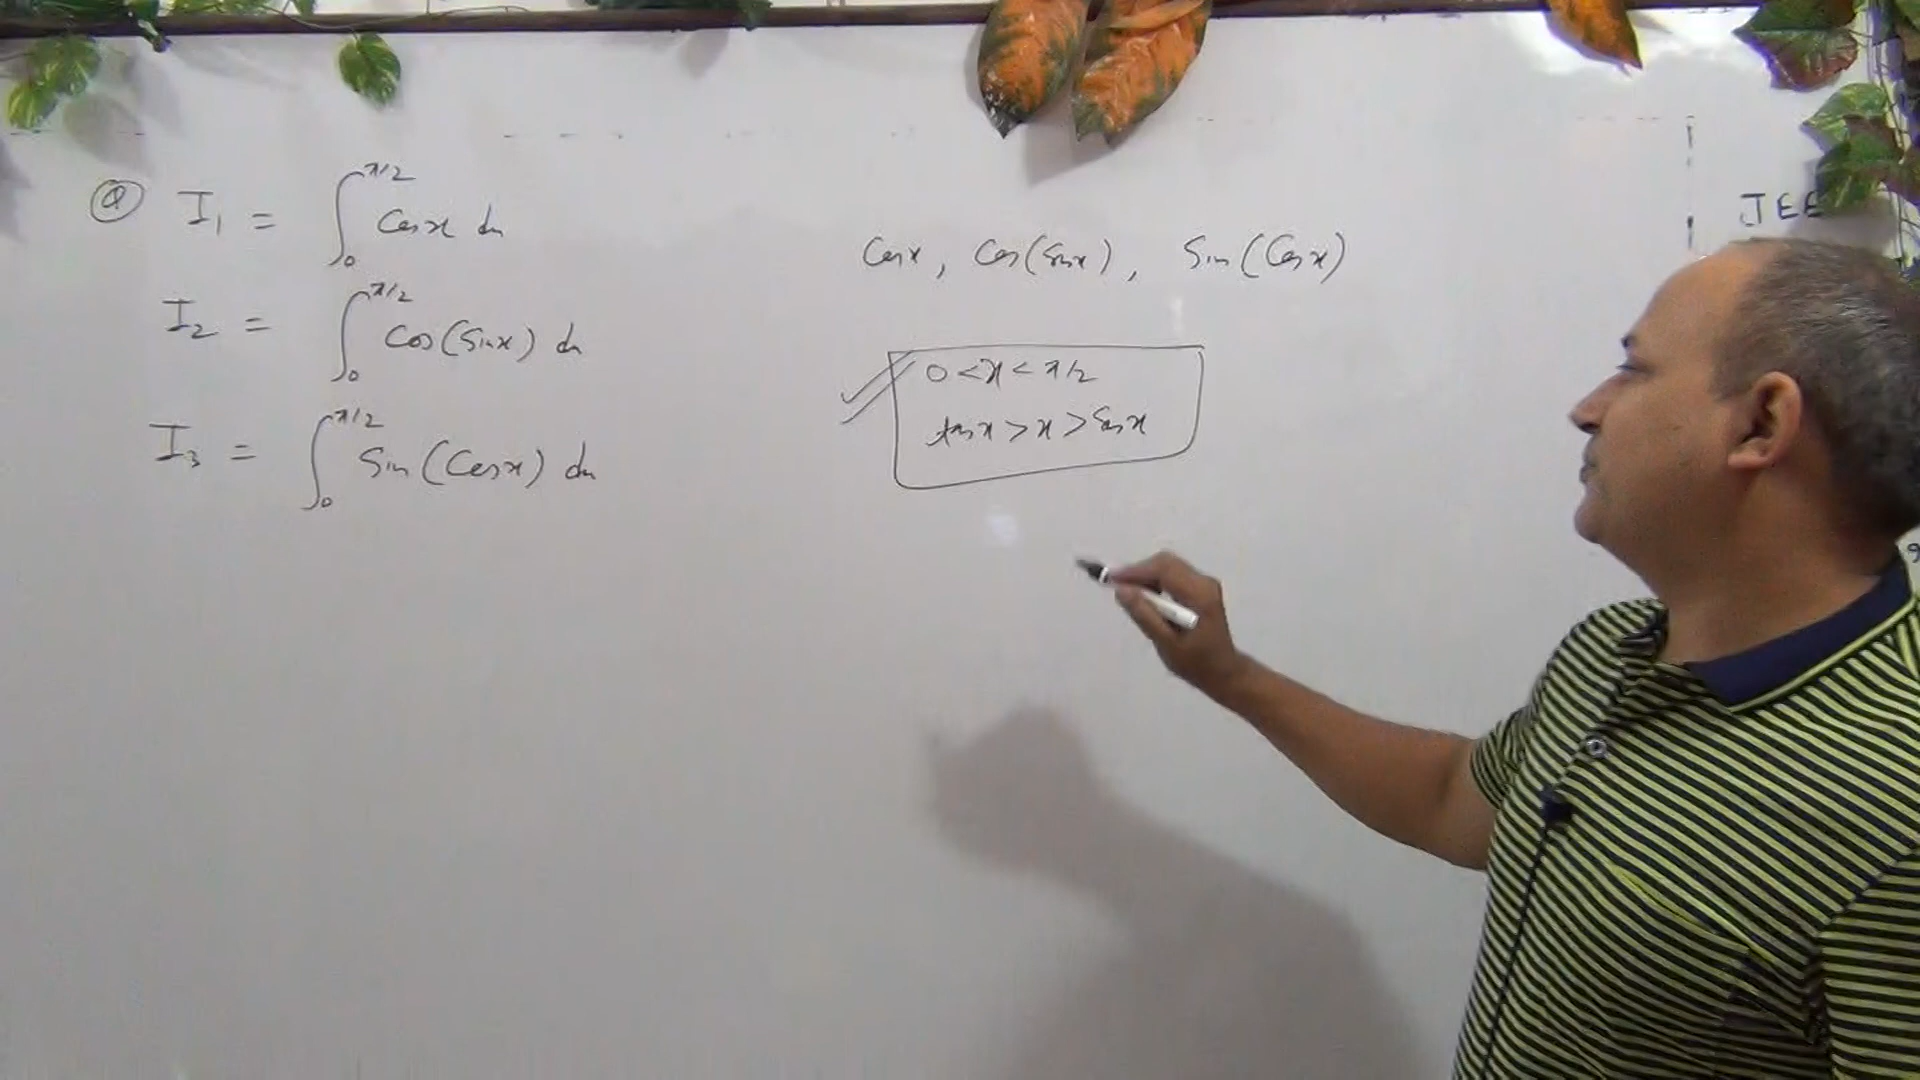 Q I₁ = ∫₀^π/2 Cosx dx
I₂ = ∫₀^π/2 Cos(Sinx) dx
I₃ = ∫₀^π/2 Sin(Cosx) dx
Cosx, Cos(Sinx), Sin(Cosx)
0 < x < π/2
tanx > x > Sinx
JEE